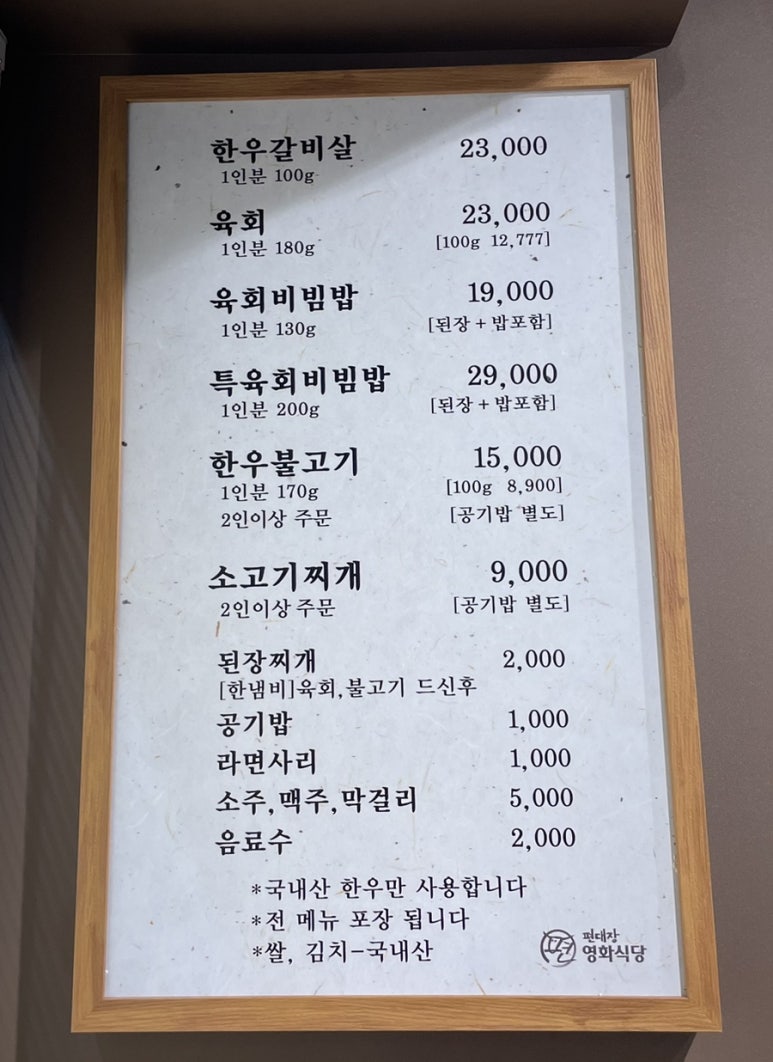 한우갈비살 23,000
1인분 100g
육회 23,000
1인분 180g [100g 12,777]
육회비빔밥 19,000
1인분 130g [된장+밥포함]
특육회비빔밥 29,000
1인분 200g [된장+밥포함]
한우불고기 15,000
1인분 170g [100g 8,900]
2인이상 주문 [공기밥 별도]
소고기찌개 9,000
2인이상 주문 [공기밥 별도]
된장찌개 2,000
[한냄비]육회,불고기 드신후
공기밥 1,000
라면사리 1,000
소주,맥주,막걸리 5,000
음료수 2,000
*국내산 한우만 사용합니다
*전 메뉴 포장 됩니다
*쌀, 김치-국내산
편 편대장
영화식당